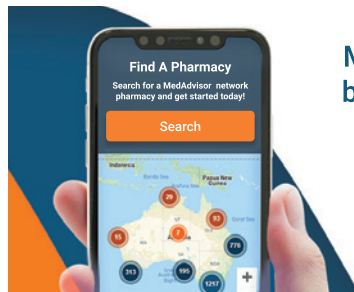 M
b
Find A Pharmacy
Search for a MedAdvisor network
pharmacy and get started today!
Search
Indonesia
Papua New
Guinea
29
93
15
7
776
313
195
1217
+